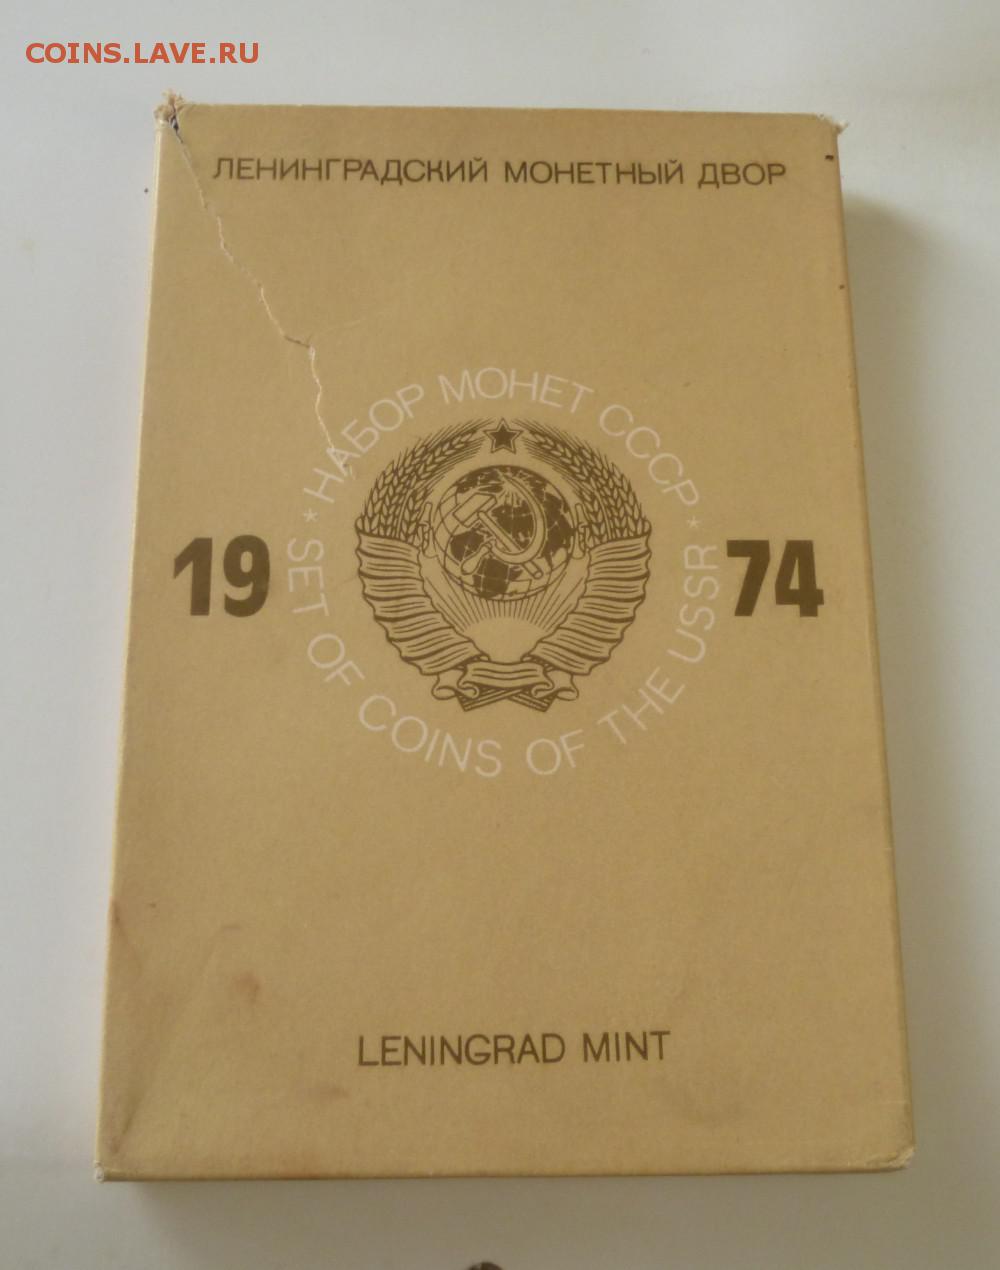 COINS.LAVE.RU
ЛЕНИНГРАДСКИЙ МОНЕТНЫЙ ДВОР
* НАБОР МОНЕТ СССР *
19 74
SET OF COINS OF THE USSR
LENINGRAD MINT